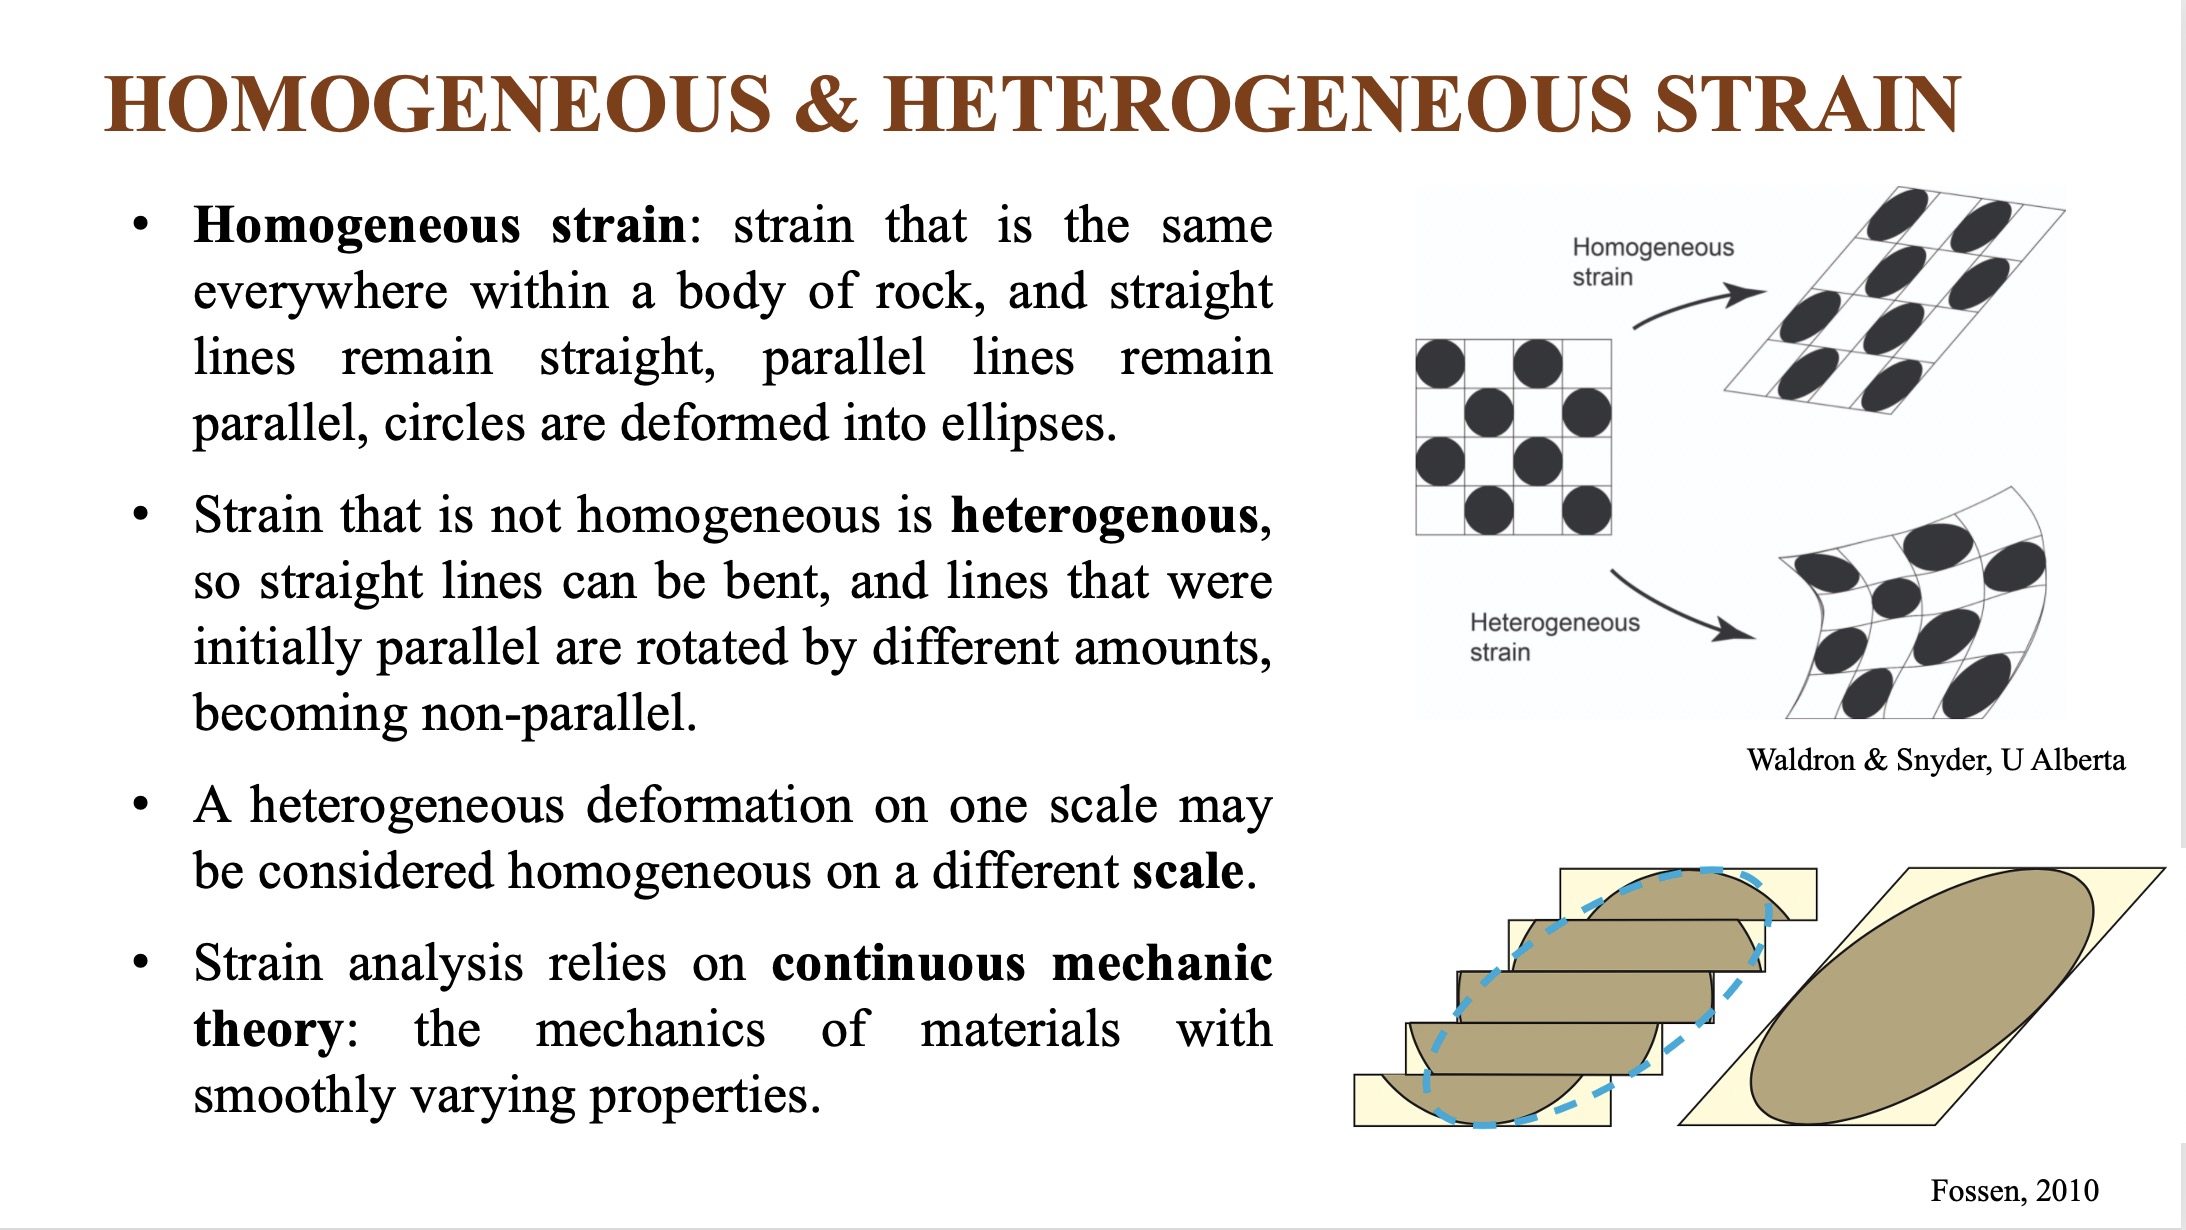 HOMOGENEOUS & HETEROGENEOUS STRAIN
• Homogeneous strain: strain that is the same
everywhere within a body of rock, and straight
lines remain straight, parallel lines remain
parallel, circles are deformed into ellipses.
• Strain that is not homogeneous is heterogenous,
so straight lines can be bent, and lines that were
initially parallel are rotated by different amounts,
becoming non-parallel.
• A heterogeneous deformation on one scale may
be considered homogeneous on a different scale.
• Strain analysis relies on continuous mechanic
theory: the mechanics of materials with
smoothly varying properties.
Homogeneous
strain
Heterogeneous
strain
Waldron & Snyder, U Alberta
Fossen, 2010